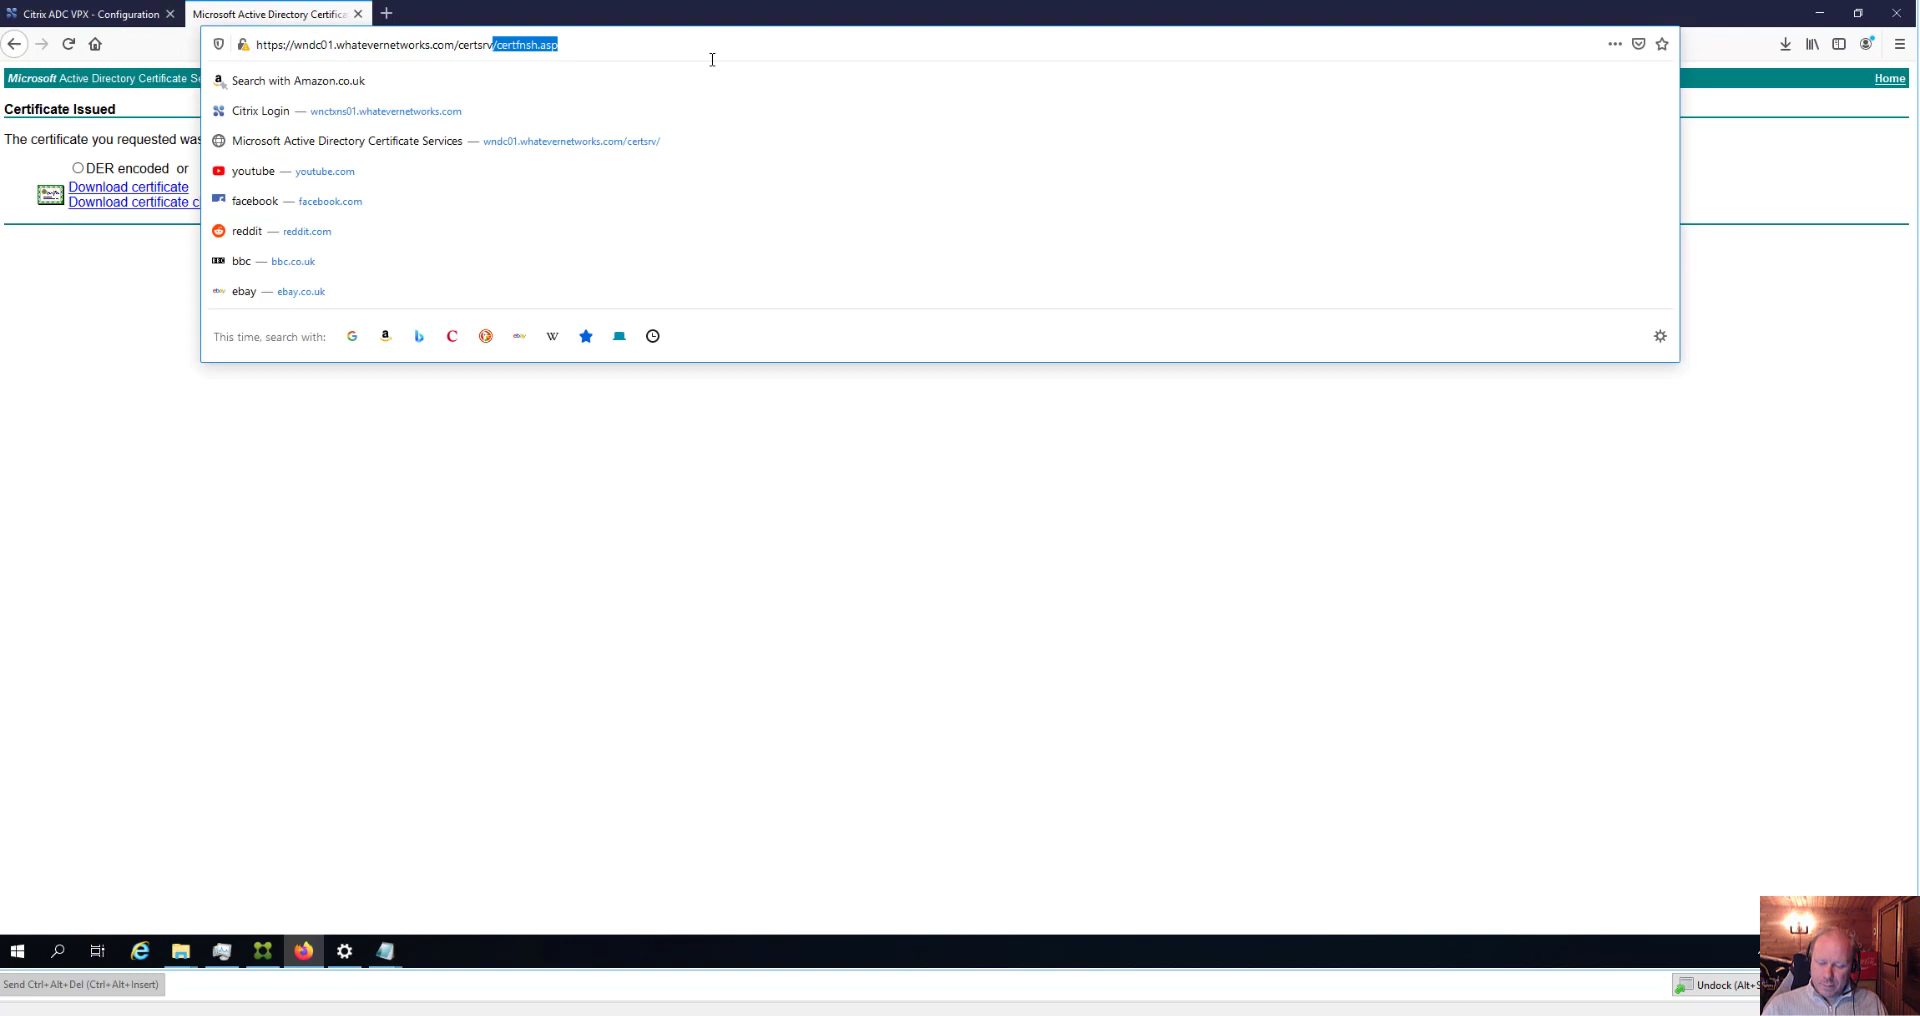 Citrix ADC VPX - Configuration
Microsoft Active Directory Certifica
https://wndc01.whatevernetworks.com/certsrv/certfnsh.asp
Search with Amazon.co.uk
Citrix Login — wnctxns01.whatevernetworks.com
Microsoft Active Directory Certificate Services — wndc01.whatevernetworks.com/certsrv/
youtube — youtube.com
facebook — facebook.com
reddit — reddit.com
bbc — bbc.co.uk
ebay — ebay.co.uk
This time, search with:
Microsoft Active Directory Certificate Se
Home
Certificate Issued
The certificate you requested was
DER encoded or
Download certificate
Download certificate c
Send Ctrl+Alt+Del (Ctrl+Alt+Insert)
Undock (Alt+S